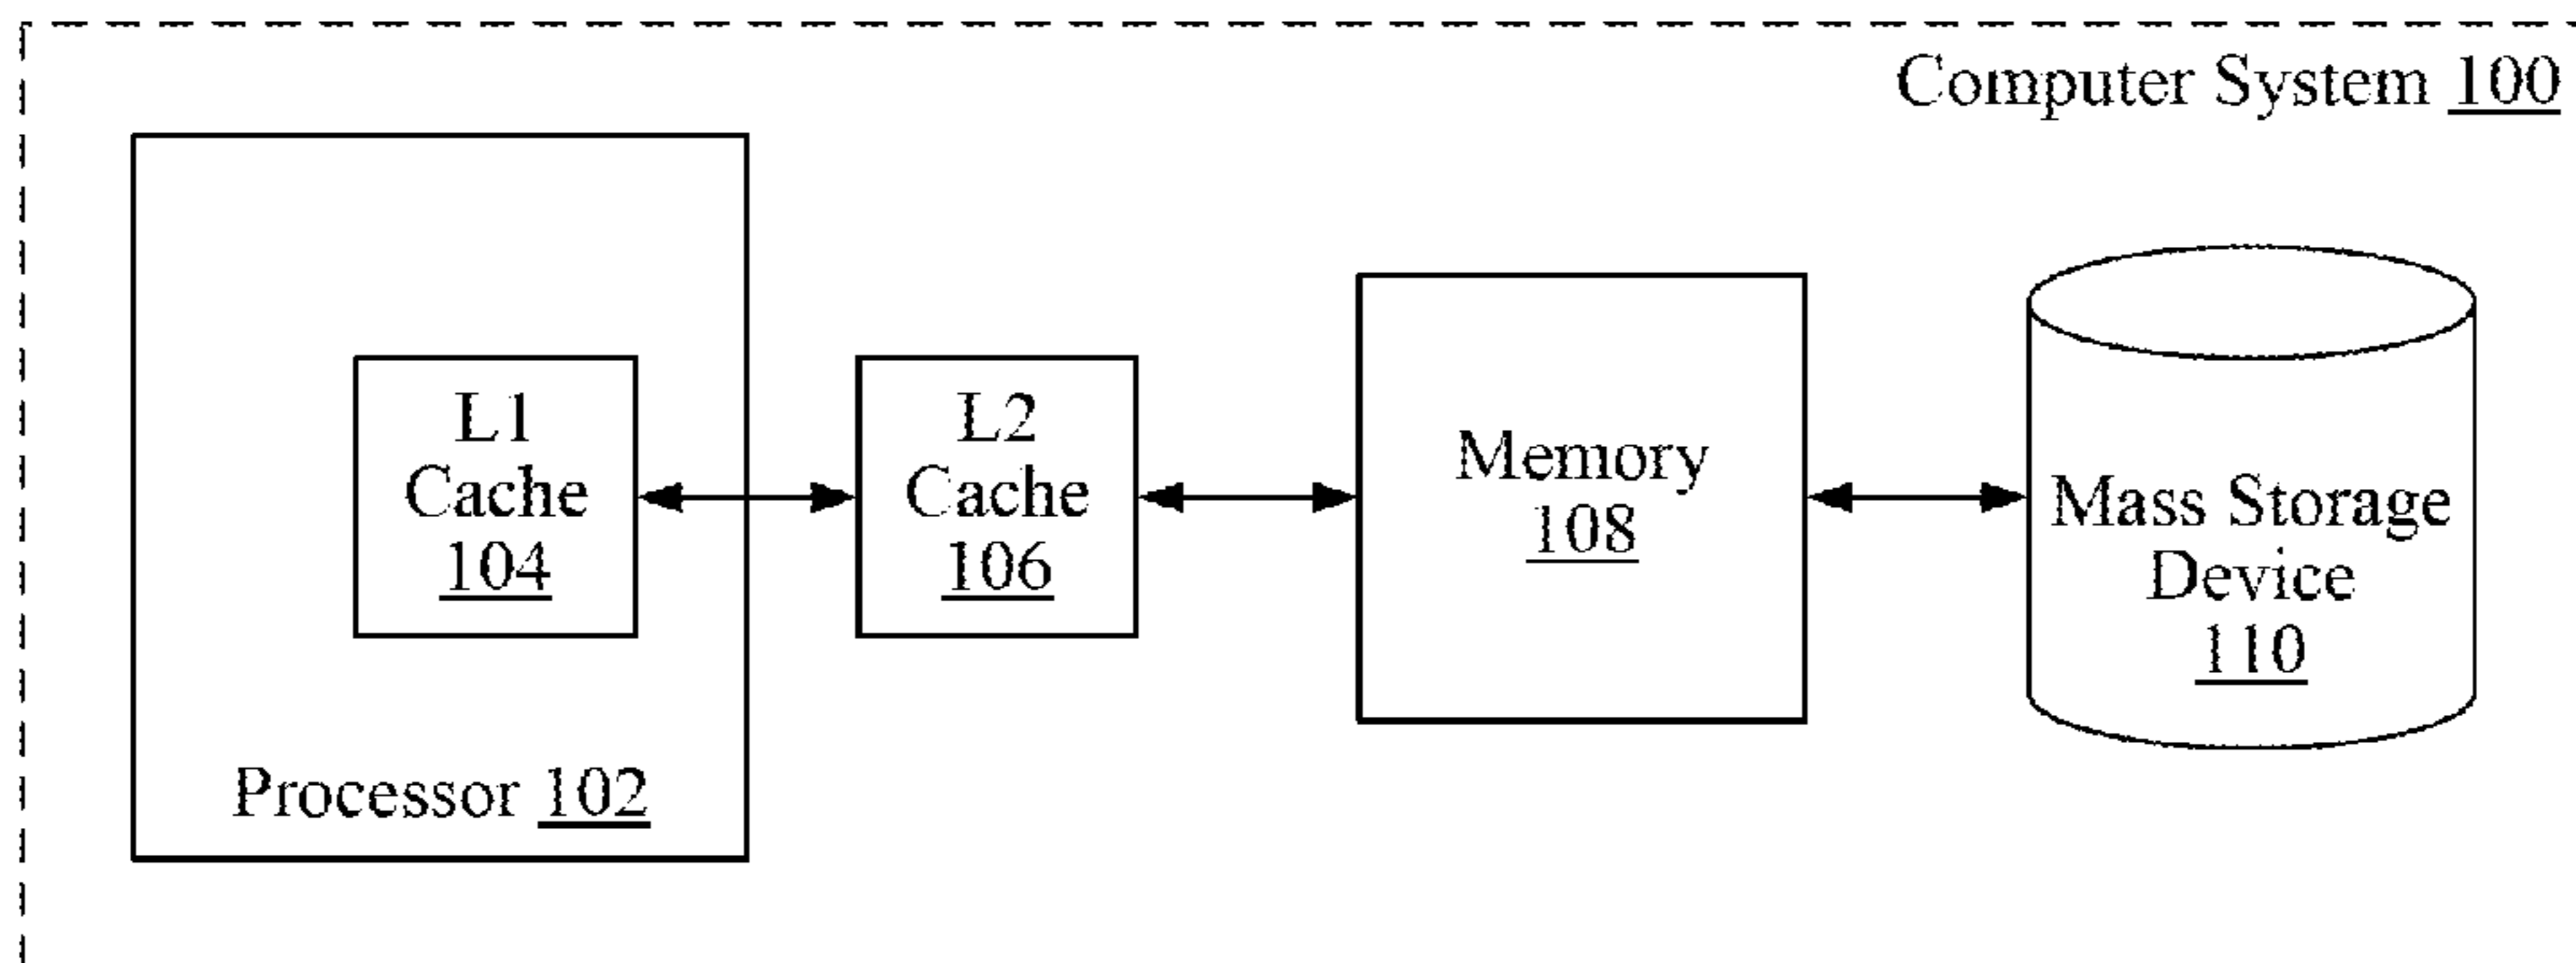 Computer System 100
L1
Cache
104
L2
Cache
106
Memory
108
Mass Storage
Device
110
Processor 102